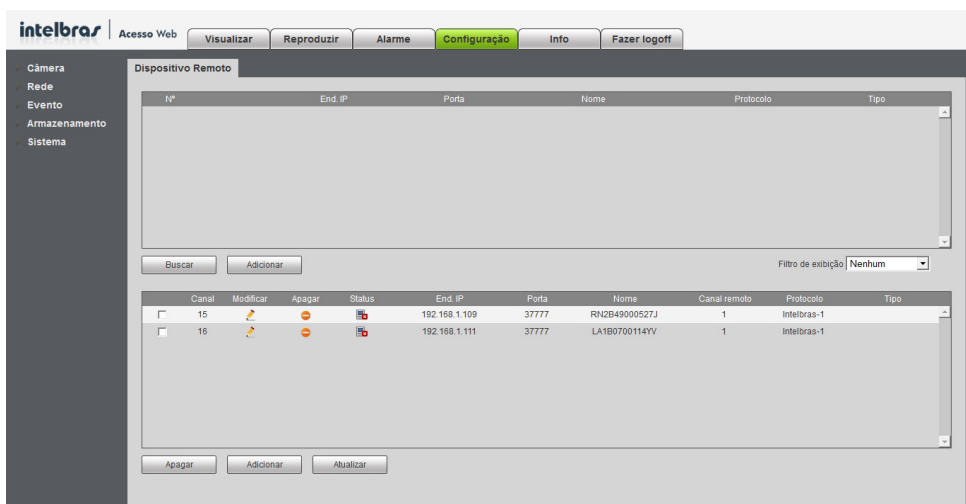 intelbras Acesso Web Visualizar Reproduzir Alarme Configuração Info Fazer logoff
Câmera
Rede
Evento
Armazenamento
Sistema
Dispositivo Remoto
Nº End. IP Porta Nome Protocolo Tipo
Buscar Adicionar Filtro de exibição Nenhum
Canal Modificar Apagar Status End. IP Porta Nome Canal remoto Protocolo Tipo
15 192.168.1.109 37777 RN2B49000527J 1 Intelbras-1
16 192.168.1.111 37777 LA1B0700114YV 1 Intelbras-1
Apagar Adicionar Atualizar